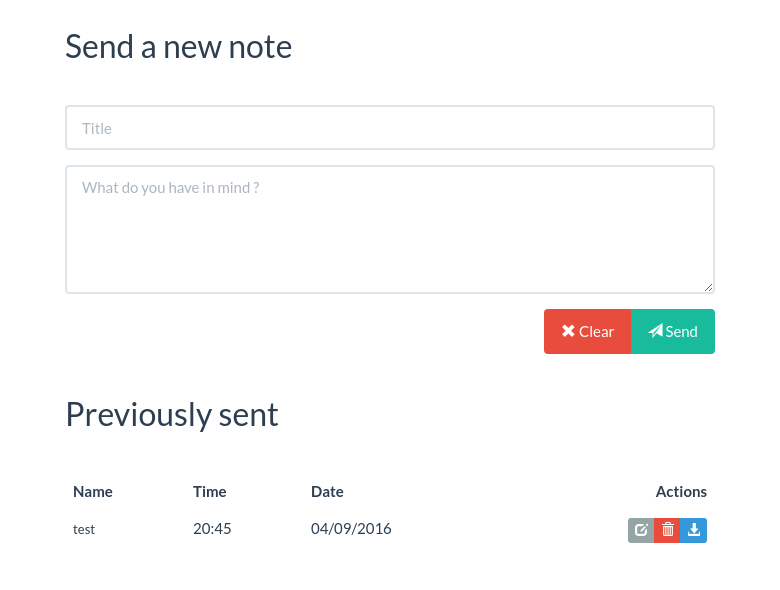 Send a new note
Title
What do you have in mind ?
Clear Send
Previously sent
Name Time Date Actions
test 20:45 04/09/2016